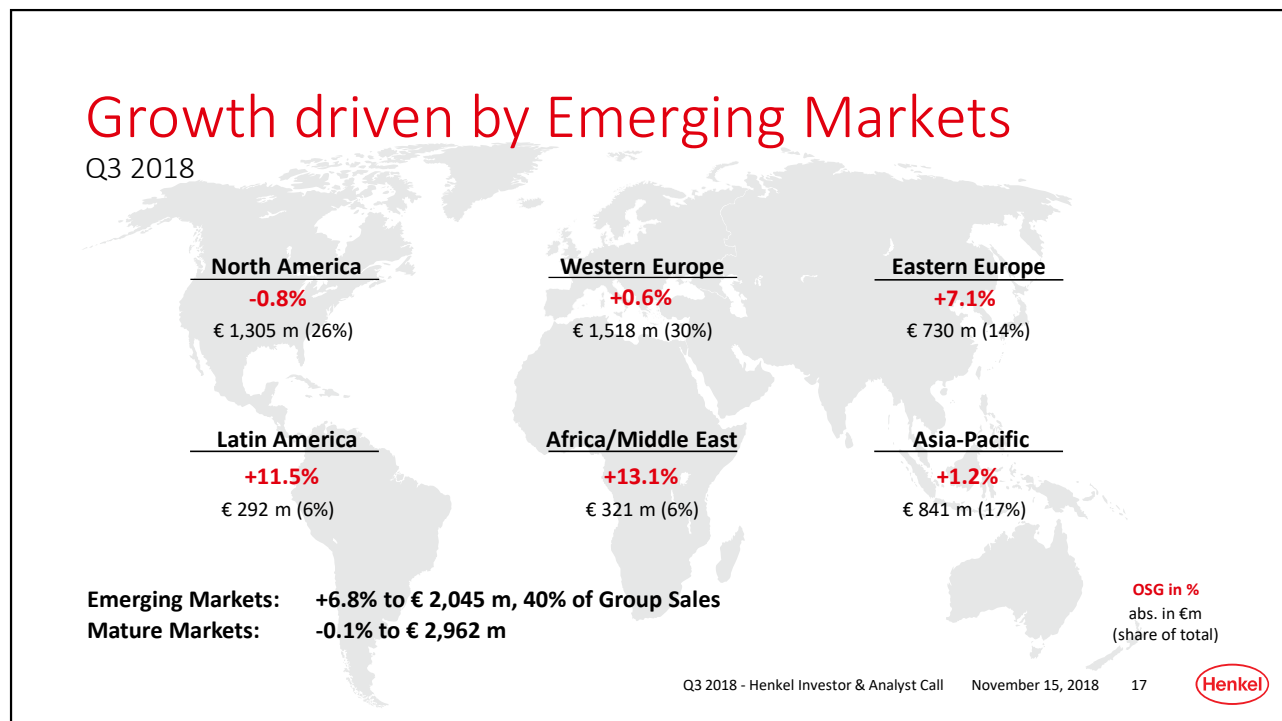 Growth driven by Emerging Markets
Q3 2018
North America
-0.8%
€ 1,305 m (26%)
Western Europe
+0.6%
€ 1,518 m (30%)
Eastern Europe
+7.1%
€ 730 m (14%)
Latin America
+11.5%
€ 292 m (6%)
Africa/Middle East
+13.1%
€ 321 m (6%)
Asia-Pacific
+1.2%
€ 841 m (17%)
Emerging Markets: +6.8% to € 2,045 m, 40% of Group Sales
Mature Markets: -0.1% to € 2,962 m
OSG in %
abs. in €m
(share of total)
Q3 2018 - Henkel Investor & Analyst Call November 15, 2018 17
Henkel